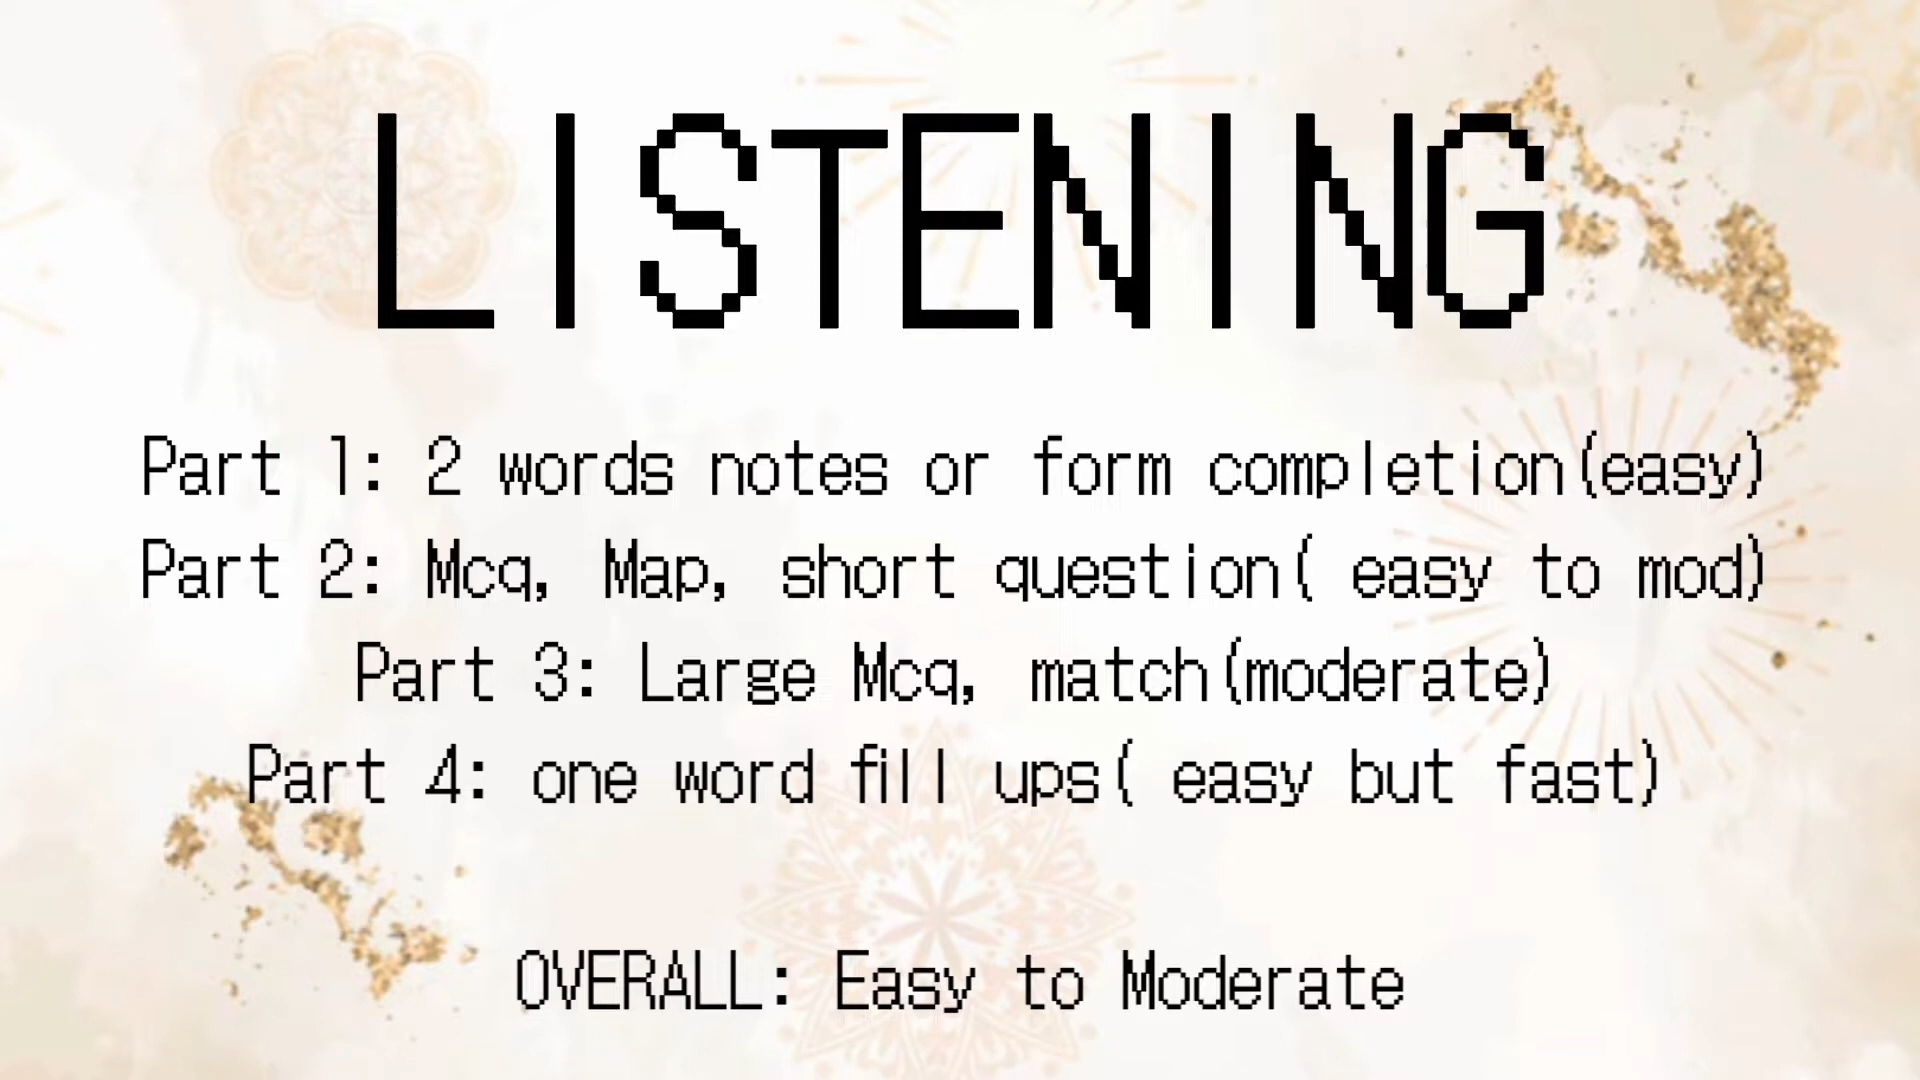 LISTENING
Part 1: 2 words notes or form completion(easy)
Part 2: Mcq, Map, short question( easy to mod)
Part 3: Large Mcq, match(moderate)
Part 4: one word fill ups( easy but fast)
OVERALL: Easy to Moderate